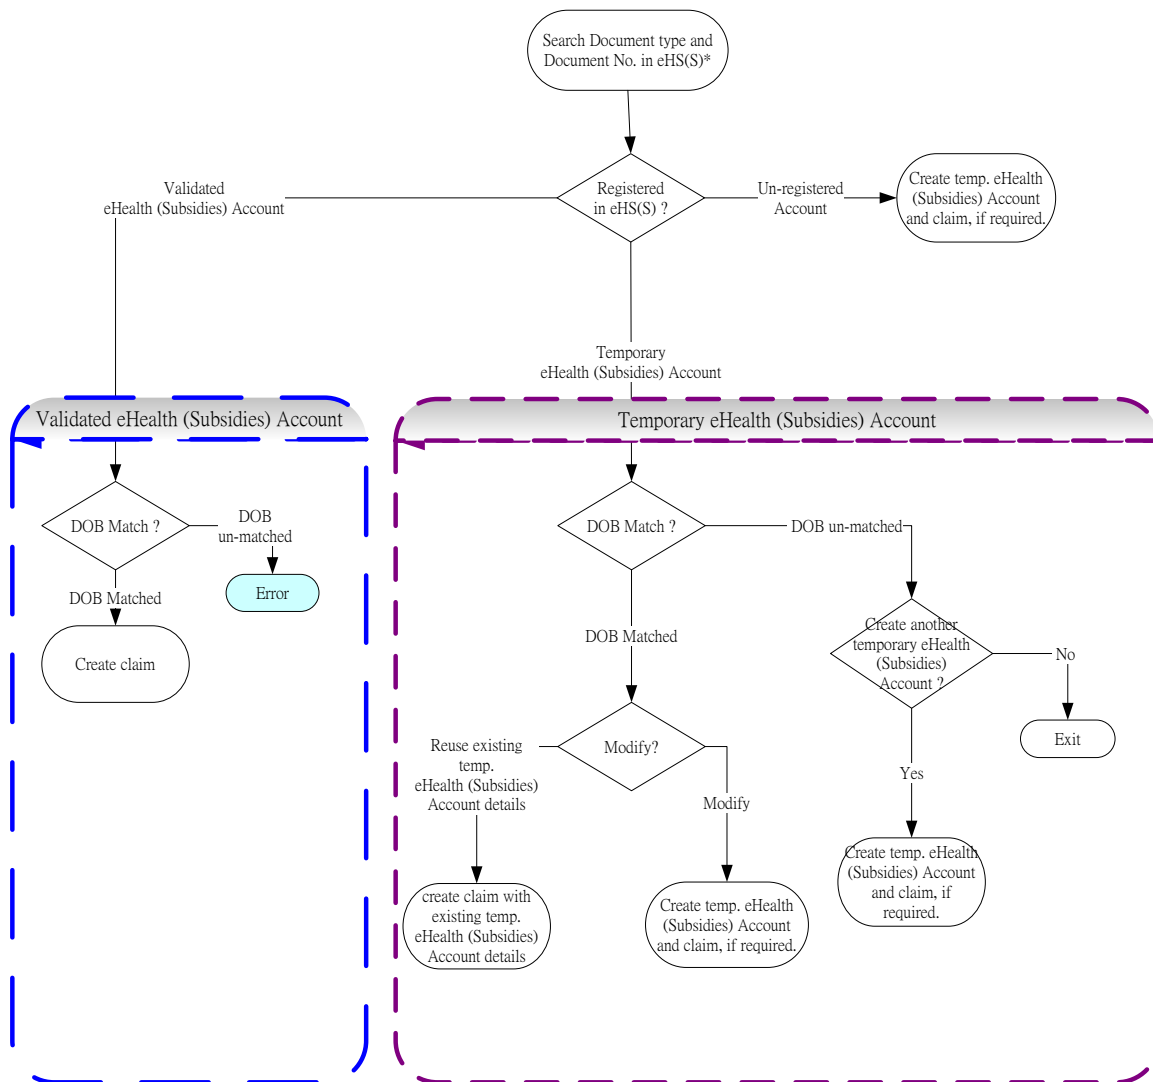 Search Document type and
Document No. in eHS(S)*
Validated
eHealth (Subsidies) Account
Registered
in eHS(S) ?
Un-registered
Account
Create temp. eHealth
(Subsidies) Account
and claim, if required.
Temporary
eHealth (Subsidies) Account
Validated eHealth (Subsidies) Account
Temporary eHealth (Subsidies) Account
DOB Match ?
DOB
un-matched
Error
DOB Matched
Create claim
DOB Match ?
DOB un-matched
DOB Matched
Create another
temporary eHealth
(Subsidies)
Account ?
No
Exit
Modify?
Reuse existing
temp.
eHealth (Subsidies)
Account details
Modify
Yes
create claim with
existing temp.
eHealth (Subsidies)
Account details
Create temp. eHealth
(Subsidies) Account
and claim, if required.
Create temp. eHealth
(Subsidies) Account
and claim, if
required.